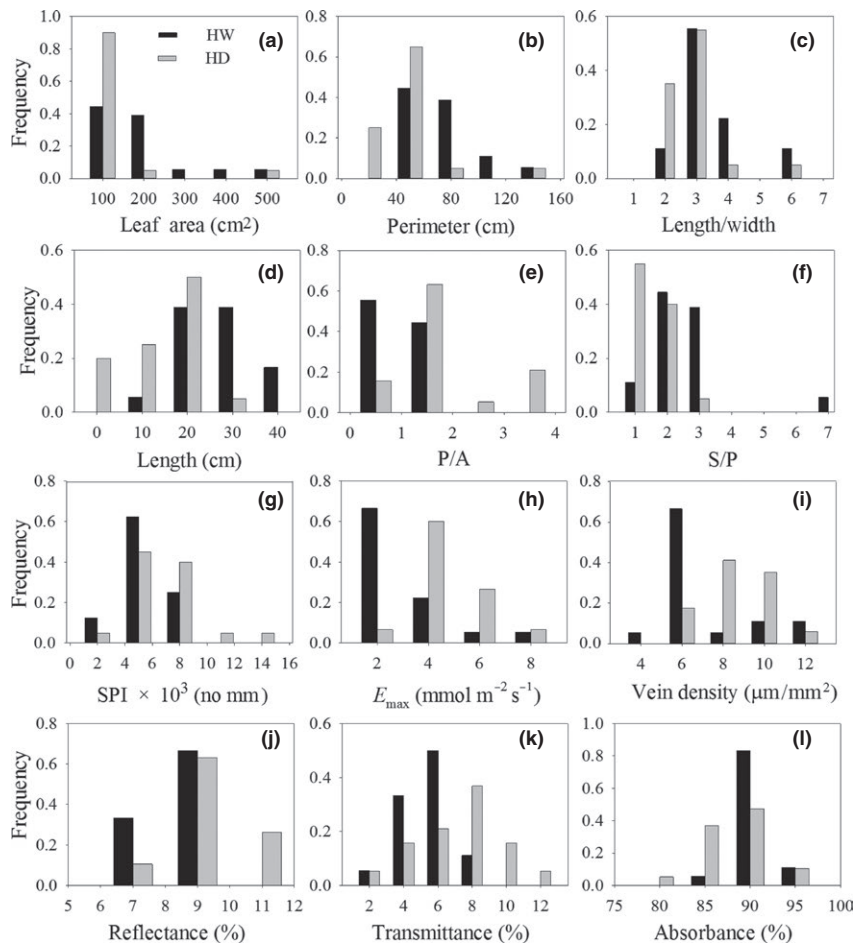 1.0
0.8
0.6
0.4
0.2
0.0
Frequency
HW
HD
(a)
100 200 300 400 500
Leaf area (cm2)
0.8
0.6
0.4
0.2
0.0
(b)
0 40 80 120 160
Perimeter (cm)
0.6
0.4
0.2
0.0
(c)
1 2 3 4 5 6 7
Length/width
0.6
0.4
0.2
0.0
Frequency
(d)
0 10 20 30 40
Length (cm)
0.8
0.6
0.4
0.2
0.0
(e)
0 1 2 3 4
P/A
0.6
0.4
0.2
0.0
(f)
1 2 3 4 5 6 7
S/P
0.8
0.6
0.4
0.2
0.0
Frequency
(g)
0 2 4 6 8 10 12 14 16
SPI × 10³ (no mm)
0.8
0.6
0.4
0.2
0.0
(h)
2 4 6 8
Emax (mmol m⁻² s⁻¹)
0.8
0.6
0.4
0.2
0.0
(i)
4 6 8 10 12
Vein density (µm/mm²)
0.8
0.6
0.4
0.2
0.0
Frequency
(j)
5 6 7 8 9 10 11 12
Reflectance (%)
0.6
0.4
0.2
0.0
(k)
2 4 6 8 10 12
Transmittance (%)
1.0
0.8
0.6
0.4
0.2
0.0
(l)
75 80 85 90 95 100
Absorbance (%)